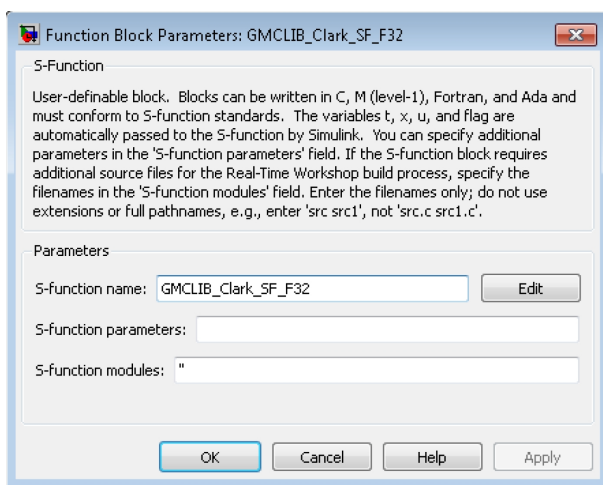 Function Block Parameters: GMCLIB_Clark_SF_F32
S-Function
User-definable block. Blocks can be written in C, M (level-1), Fortran, and Ada and
must conform to S-function standards. The variables t, x, u, and flag are
automatically passed to the S-function by Simulink. You can specify additional
parameters in the 'S-function parameters' field. If the S-function block requires
additional source files for the Real-Time Workshop build process, specify the
filenames in the 'S-function modules' field. Enter the filenames only; do not use
extensions or full pathnames, e.g., enter 'src src1', not 'src.c src1.c'.
Parameters
S-function name: GMCLIB_Clark_SF_F32 Edit
S-function parameters:
S-function modules: ''
OK Cancel Help Apply